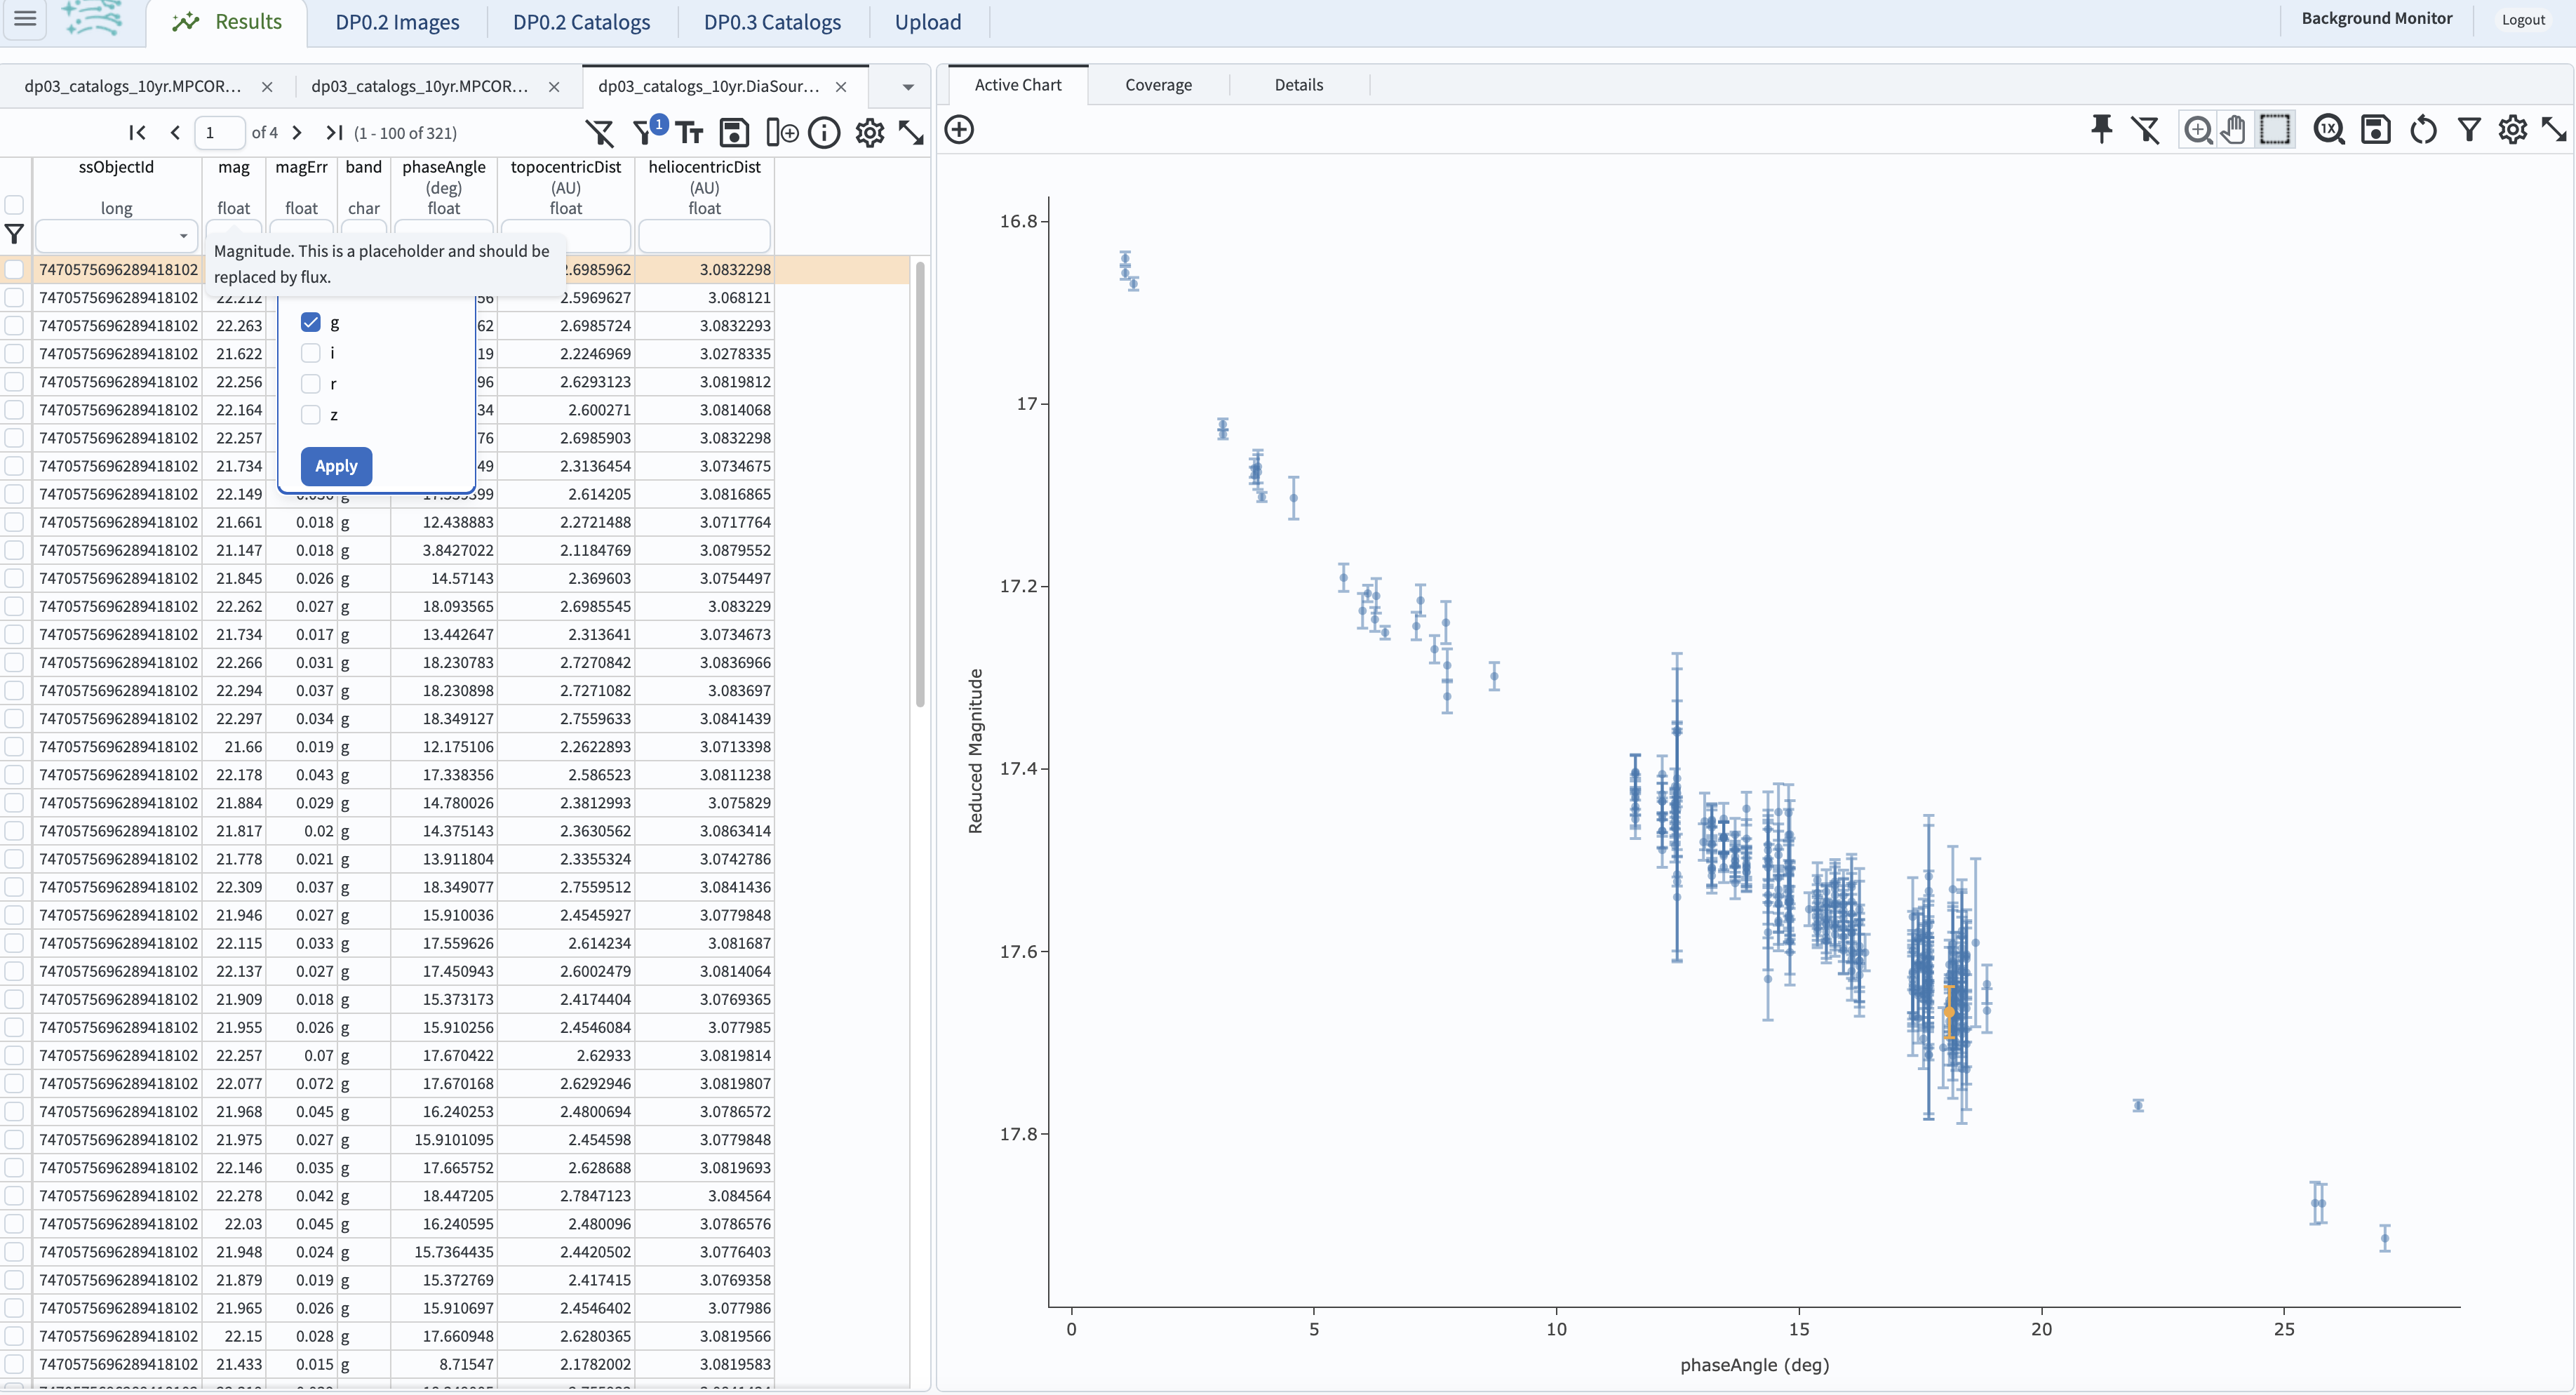 Results DP0.2 Images DP0.2 Catalogs DP0.3 Catalogs Upload Background Monitor Logout
dp03_catalogs_10yr.MPCOR... dp03_catalogs_10yr.MPCOR... dp03_catalogs_10yr.DiaSour...
1 of 4 (1 - 100 of 321) 1
ssObjectId mag magErr band phaseAngle topocentricDist heliocentricDist
(deg) (AU) (AU)
long float float char float float float
Magnitude. This is a placeholder and should be
replaced by flux.
7470575696289418102 2.6985962 3.0832298
7470575696289418102 22.212 56 2.5969627 3.068121
7470575696289418102 22.263 62 2.6985724 3.0832293
7470575696289418102 21.622 19 2.2246969 3.0278335
7470575696289418102 22.256 96 2.6293123 3.0819812
7470575696289418102 22.164 34 2.600271 3.0814068
7470575696289418102 22.257 76 2.6985903 3.0832298
7470575696289418102 21.734 49 2.3136454 3.0734675
g
i
r
z
Apply
7470575696289418102 22.149 2.614205 3.0816865
7470575696289418102 21.661 0.018 g 12.438883 2.2721488 3.0717764
7470575696289418102 21.147 0.018 g 3.8427022 2.1184769 3.0879552
7470575696289418102 21.845 0.026 g 14.57143 2.369603 3.0754497
7470575696289418102 22.262 0.027 g 18.093565 2.6985545 3.083229
7470575696289418102 21.734 0.017 g 13.442647 2.313641 3.0734673
7470575696289418102 22.266 0.031 g 18.230783 2.7270842 3.0836966
7470575696289418102 22.294 0.037 g 18.230898 2.7271082 3.083697
7470575696289418102 22.297 0.034 g 18.349127 2.7559633 3.0841439
7470575696289418102 21.66 0.019 g 12.175106 2.2622893 3.0713398
7470575696289418102 22.178 0.043 g 17.338356 2.586523 3.0811238
7470575696289418102 21.884 0.029 g 14.780026 2.3812993 3.075829
7470575696289418102 21.817 0.02 g 14.375143 2.3630562 3.0863414
7470575696289418102 21.778 0.021 g 13.911804 2.3355324 3.0742786
7470575696289418102 22.309 0.037 g 18.349077 2.7559512 3.0841436
7470575696289418102 21.946 0.027 g 15.910036 2.4545927 3.0779848
7470575696289418102 22.115 0.033 g 17.559626 2.614234 3.081687
7470575696289418102 22.137 0.027 g 17.450943 2.6002479 3.0814064
7470575696289418102 21.909 0.018 g 15.373173 2.4174404 3.0769365
7470575696289418102 21.955 0.026 g 15.910256 2.4546084 3.077985
7470575696289418102 22.257 0.07 g 17.670422 2.62933 3.0819814
7470575696289418102 22.077 0.072 g 17.670168 2.6292946 3.0819807
7470575696289418102 21.968 0.045 g 16.240253 2.4800694 3.0786572
7470575696289418102 21.975 0.027 g 15.9101095 2.454598 3.0779848
7470575696289418102 22.146 0.035 g 17.665752 2.628688 3.0819693
7470575696289418102 22.278 0.042 g 18.447205 2.7847123 3.084564
7470575696289418102 22.03 0.045 g 16.240595 2.480096 3.0786576
7470575696289418102 21.948 0.024 g 15.7364435 2.4420502 3.0776403
7470575696289418102 21.879 0.019 g 15.372769 2.417415 3.0769358
7470575696289418102 21.965 0.026 g 15.910697 2.4546402 3.077986
7470575696289418102 22.15 0.028 g 17.660948 2.6280365 3.0819566
7470575696289418102 21.433 0.015 g 8.71547 2.1782002 3.0819583
Active Chart Coverage Details
1X
16.8
17
17.2
17.4
17.6
17.8
Reduced Magnitude
0 5 10 15 20 25
phaseAngle (deg)